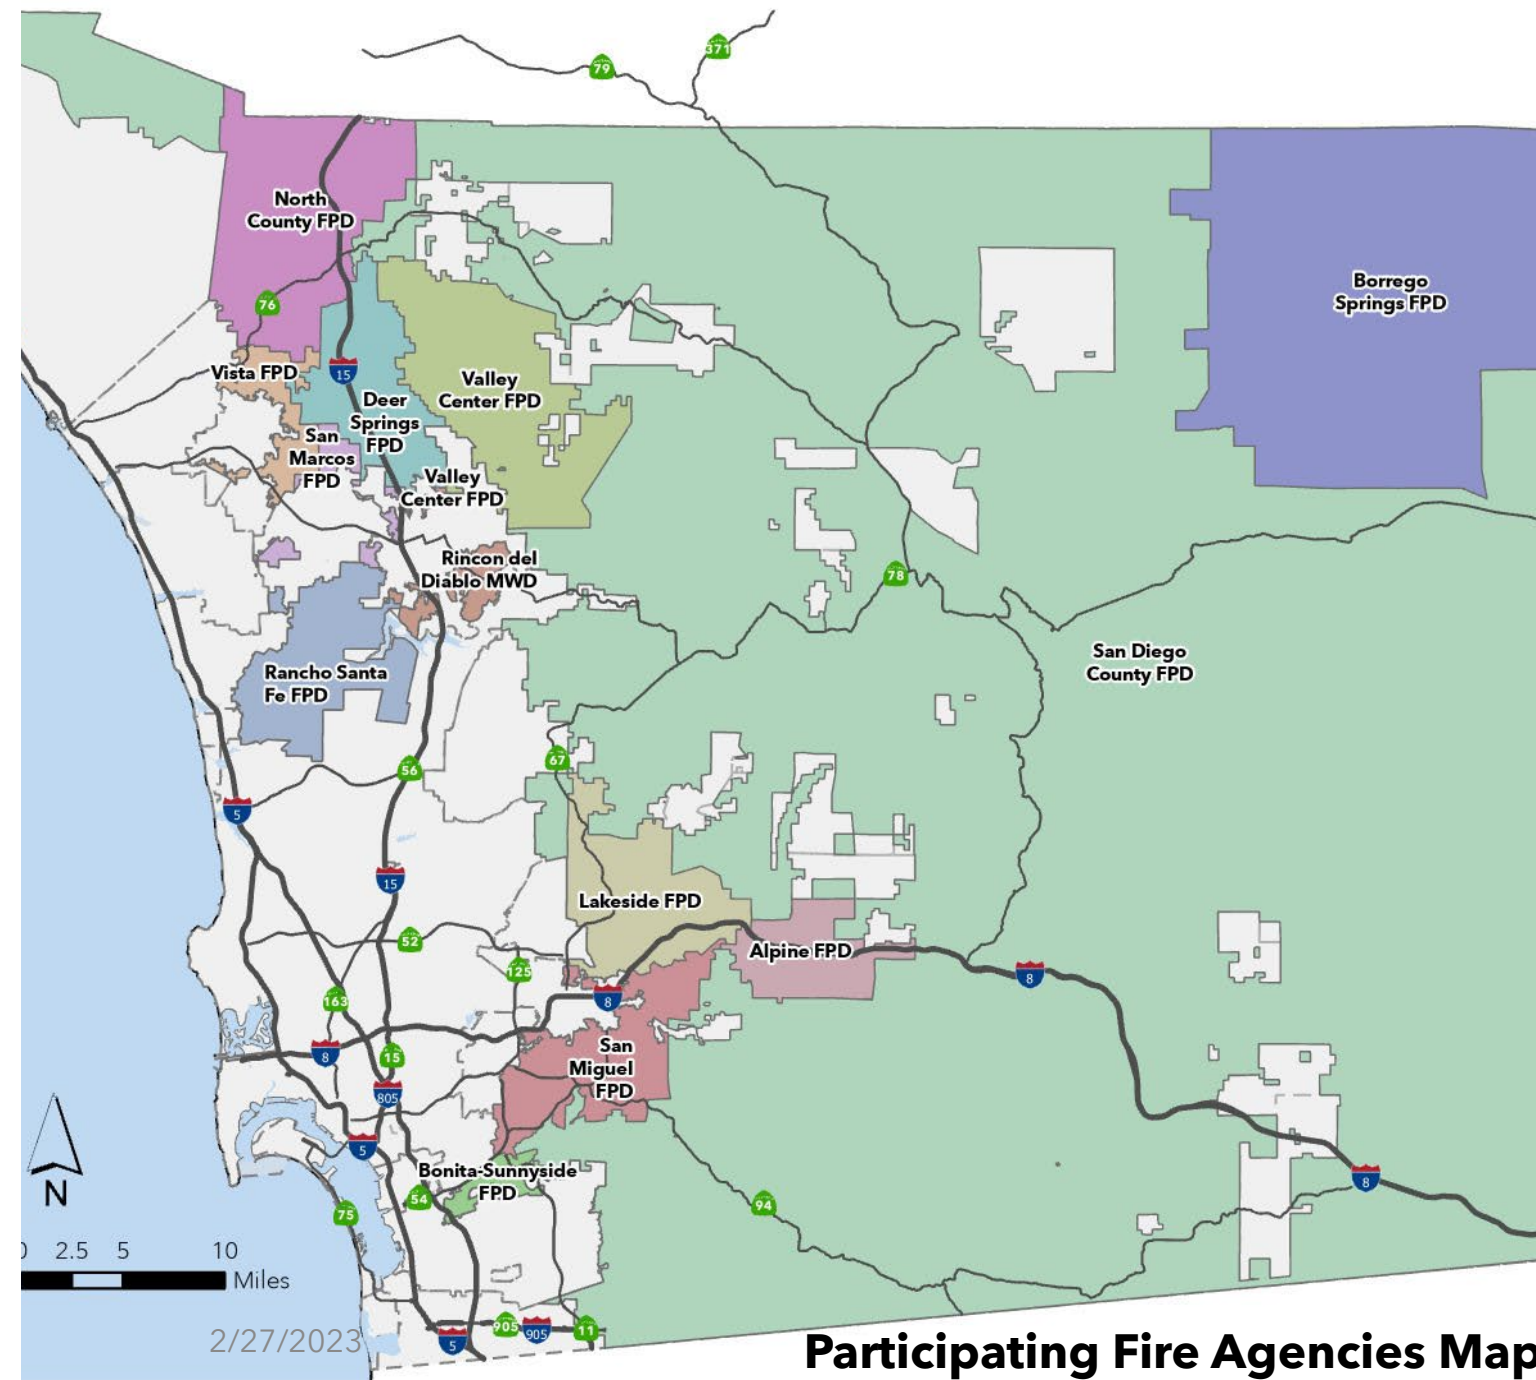 371
79
North
County FPD
Borrego
Springs FPD
76
15
Vista FPD
Valley
Center FPD
Deer
Springs
FPD
San
Marcos
FPD
Valley
Center FPD
Rincon del
Diablo MWD
78
San Diego
County FPD
Rancho Santa
Fe FPD
67
56
5
15
Lakeside FPD
52
Alpine FPD
125
8
8
163
San
Miguel
FPD
8
15
805
5
Bonita-Sunnyside
FPD
8
54
94
75
N
0 2.5 5 10
Miles
905
905
11
5
2/27/2023
Participating Fire Agencies Map